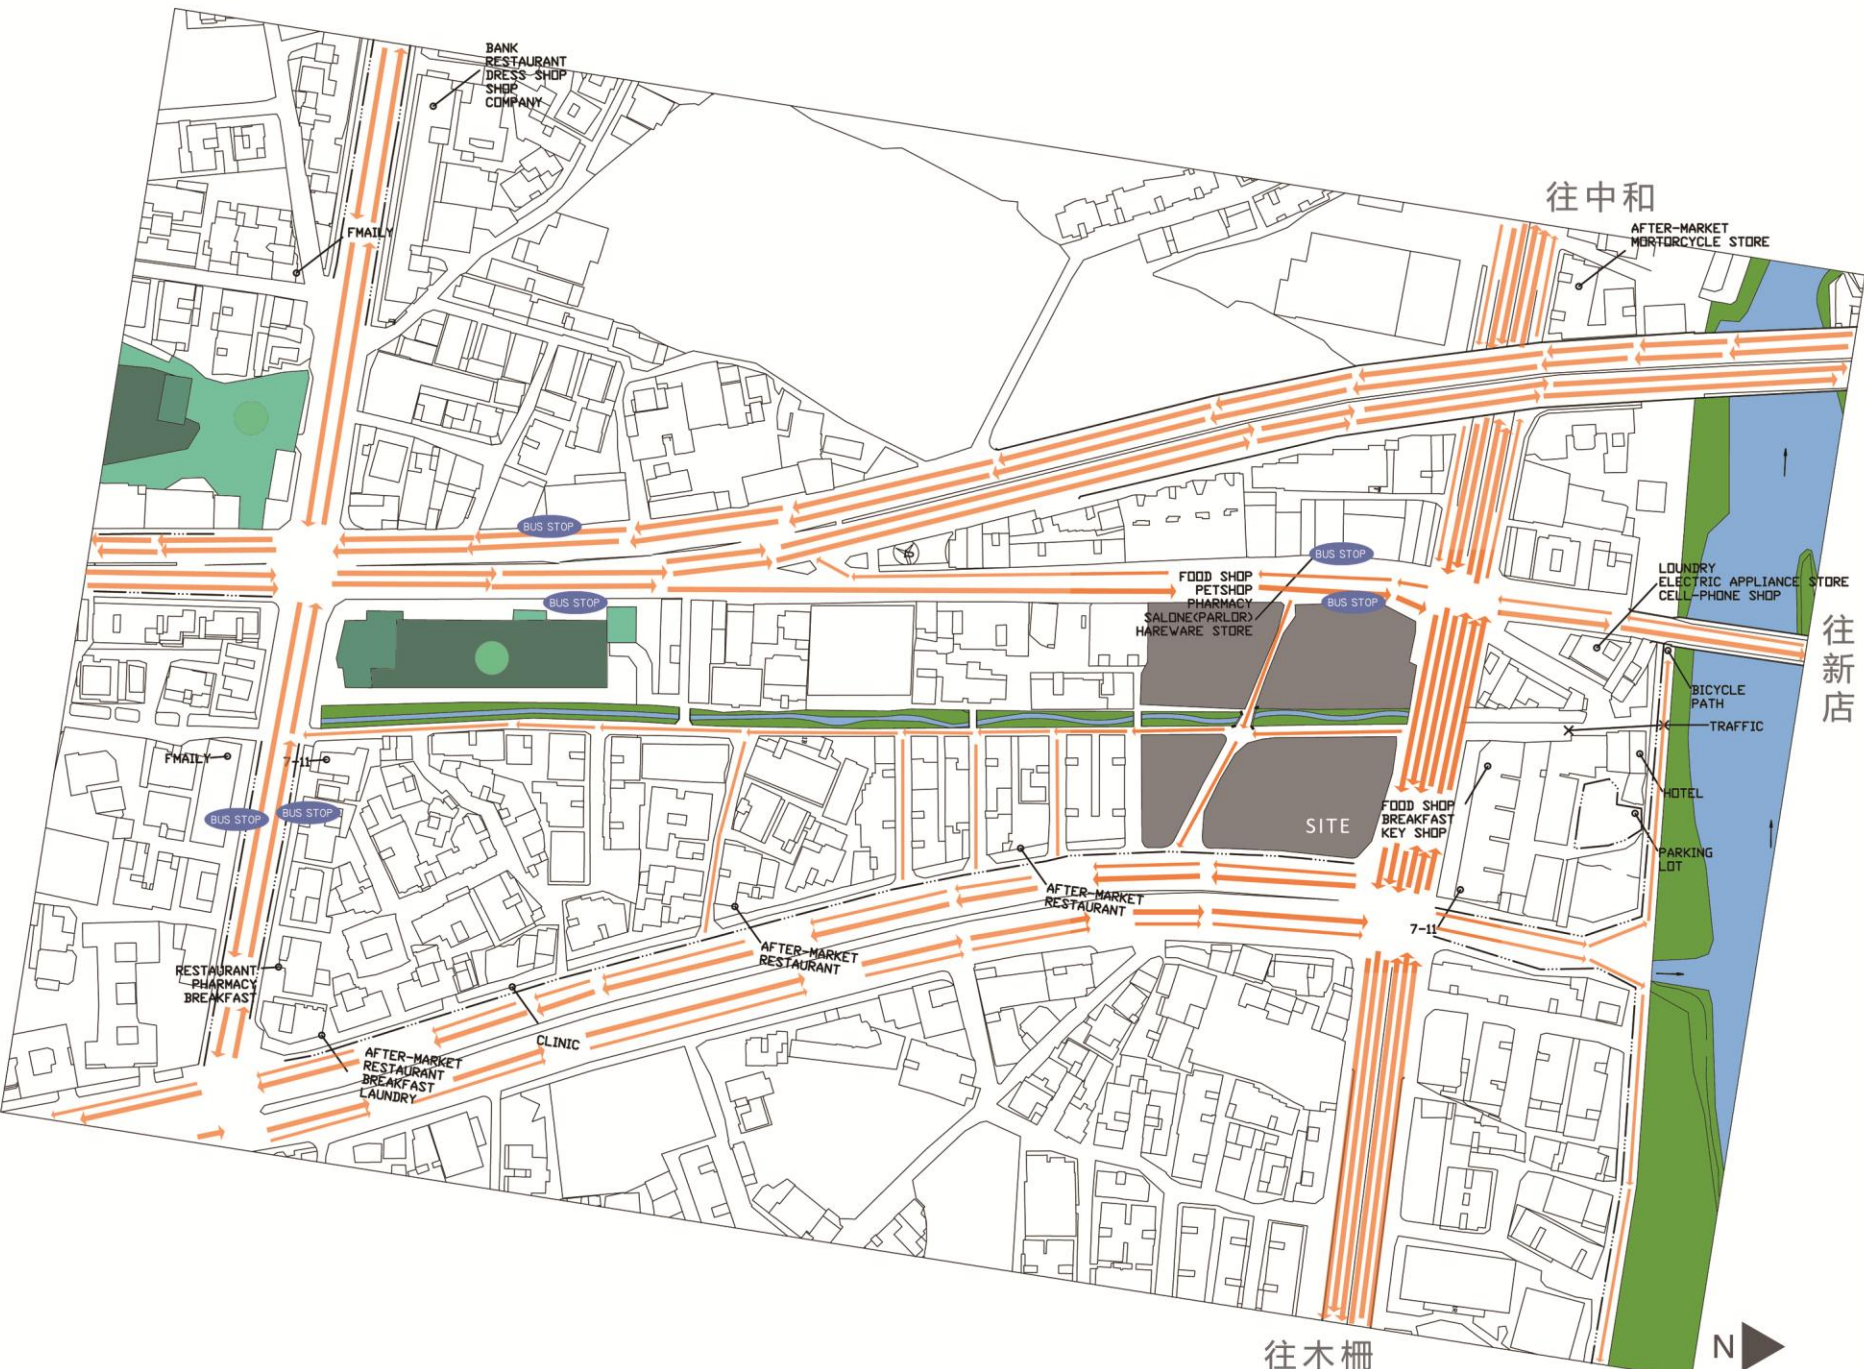 BANK
RESTAURANT
DRESS SHOP
SHOP
COMPANY
往中和
AFTER-MARKET
MORTORCYCLE STORE
FMAILY
BUS STOP
BUS STOP
BUS STOP
BUS STOP
FOOD SHOP
PETSHOP
PHARMACY
SALONE(PARLOR)
HAREWARE STORE
LOUNDRY
ELECTRIC APPLIANCE STORE
CELL-PHONE SHOP
往新店
BICYCLE
PATH
TRAFFIC
FMAILY
7-11
BUS STOP
BUS STOP
HOTEL
FOOD SHOP
BREAKFAST
KEY SHOP
SITE
PARKING
LOT
AFTER-MARKET
RESTAURANT
7-11
AFTER-MARKET
RESTAURANT
RESTAURANT
PHARMACY
BREAKFAST
CLINIC
AFTER-MARKET
RESTAURANT
BREAKFAST
LAUNDRY
往木柵
N